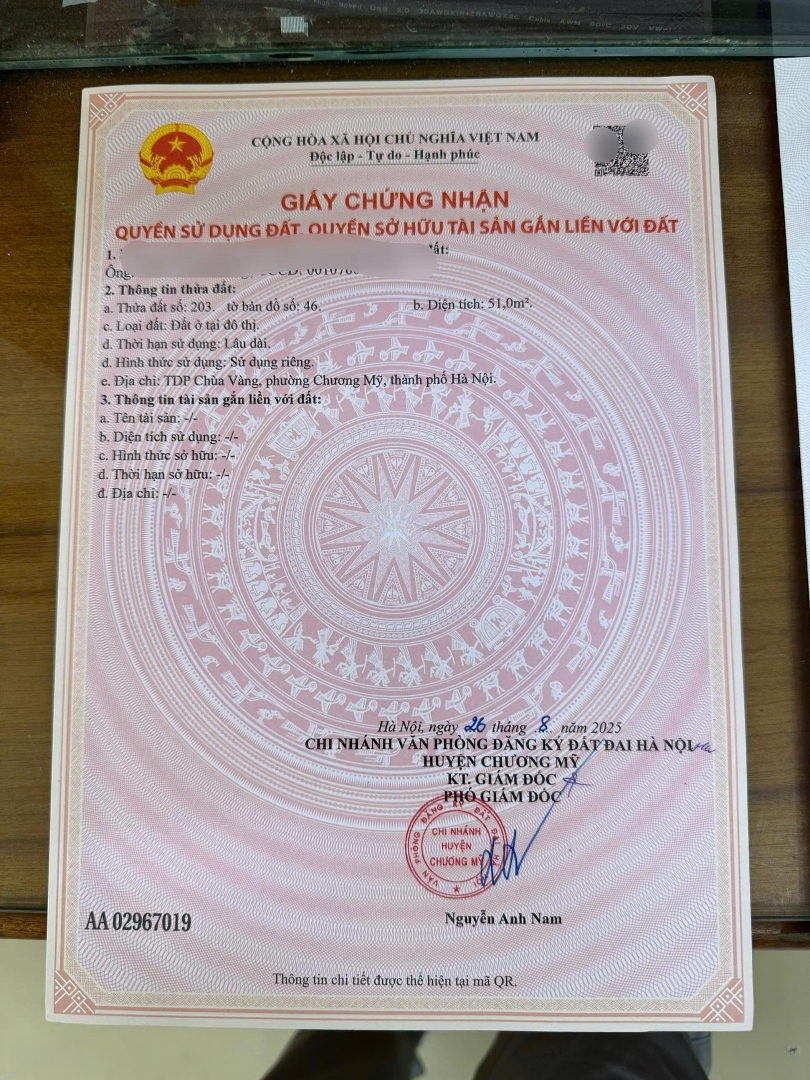 CỘNG HÒA XÃ HỘI CHỦ NGHĨA VIỆT NAM
Độc lập - Tự do - Hạnh phúc
GIẤY CHỨNG NHẬN
QUYỀN SỬ DỤNG ĐẤT, QUYỀN SỞ HỮU TÀI SẢN GẮN LIỀN VỚI ĐẤT
1.
Ông
2. Thông tin thửa đất:
a. Thửa đất số: 203. tờ bản đồ số: 46. b. Diện tích: 51,0m².
c. Loại đất: Đất ở tại đô thị.
d. Thời hạn sử dụng: Lâu dài.
đ. Hình thức sử dụng: Sử dụng riêng.
e. Địa chỉ: TDP Chùa Vàng, phường Chương Mỹ, thành phố Hà Nội.
3. Thông tin tài sản gắn liền với đất:
a. Tên tài sản: -/-
b. Diện tích sử dụng: -/-
c. Hình thức sở hữu: -/-
d. Thời hạn sở hữu: -/-
đ. Địa chỉ: -/-
Hà Nội, ngày 26 tháng 8. năm 2025
CHI NHÁNH VĂN PHÒNG ĐĂNG KÝ ĐẤT ĐAI HÀ NỘI
HUYỆN CHƯƠNG MỸ
KT. GIÁM ĐỐC
PHÓ GIÁM ĐỐC
VĂN PHÒNG ĐĂNG KÝ ĐẤT ĐAI
CHI NHÁNH
HUYỆN
CHƯƠNG MỸ
AA 02967019
Nguyễn Anh Nam
Thông tin chi tiết được thể hiện tại mã QR.